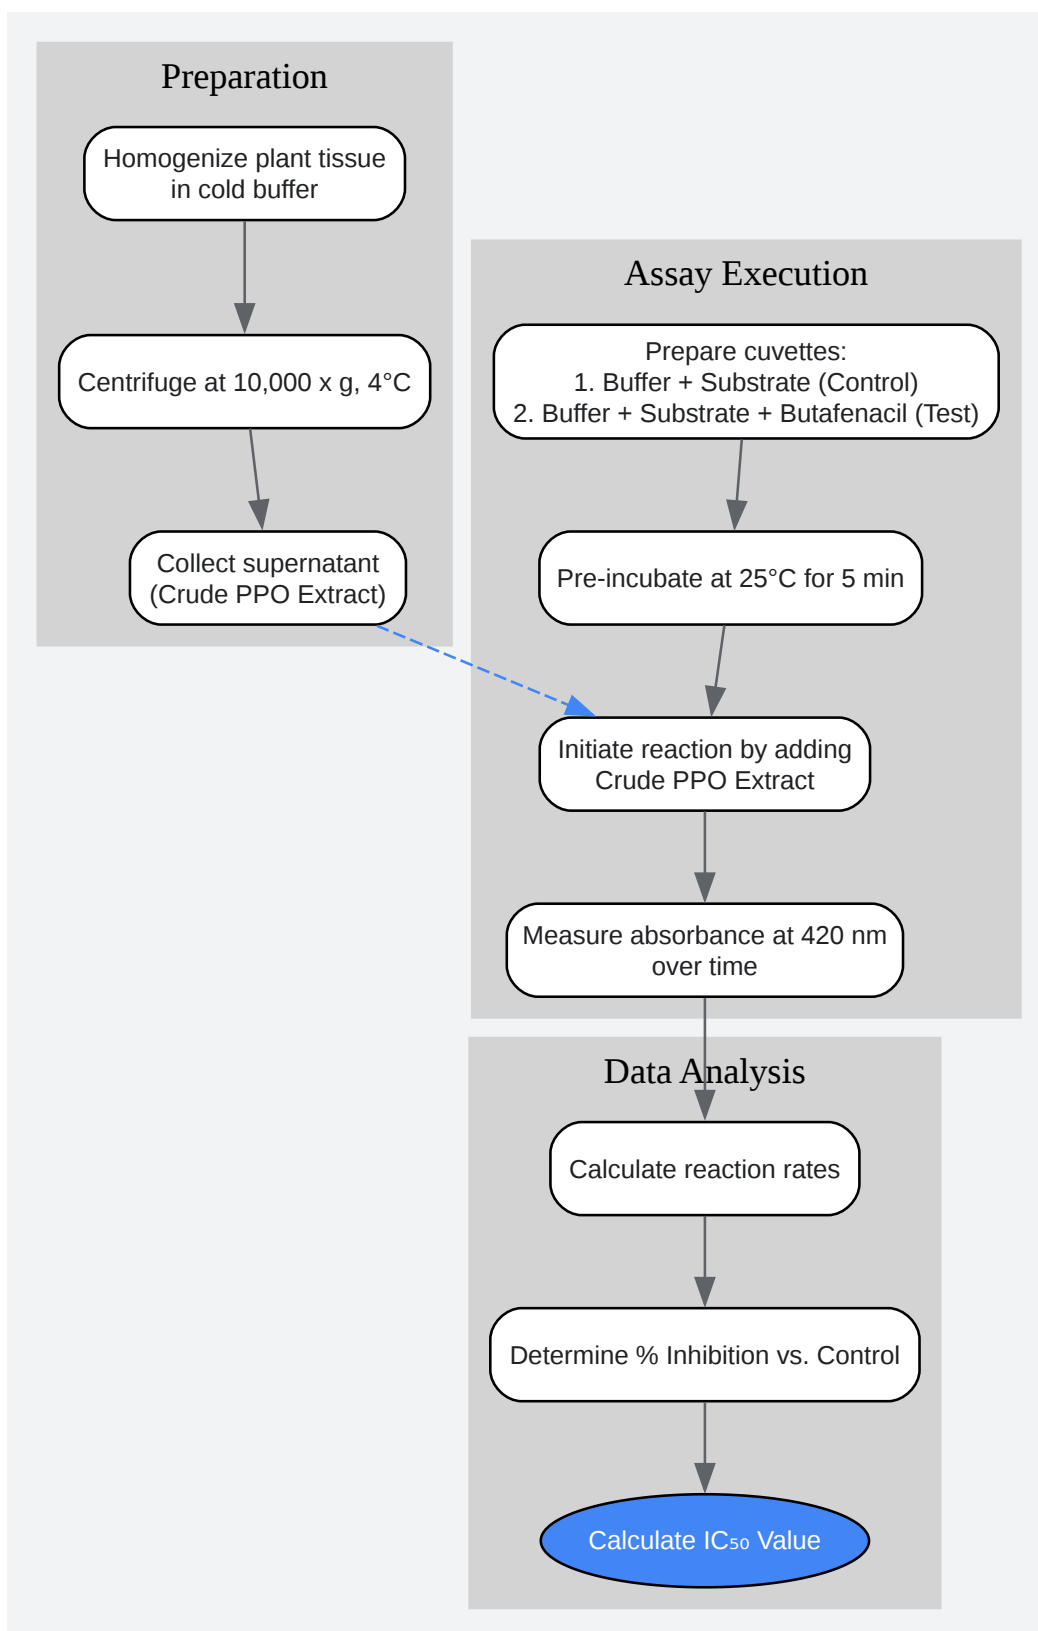 Preparation
Homogenize plant tissue
in cold buffer
Centrifuge at 10,000 x g, 4°C
Collect supernatant
(Crude PPO Extract)
Assay Execution
Prepare cuvettes:
1. Buffer + Substrate (Control)
2. Buffer + Substrate + Butafenacil (Test)
Pre-incubate at 25°C for 5 min
Initiate reaction by adding
Crude PPO Extract
Measure absorbance at 420 nm
over time
Data Analysis
Calculate reaction rates
Determine % Inhibition vs. Control
Calculate IC₅₀ Value